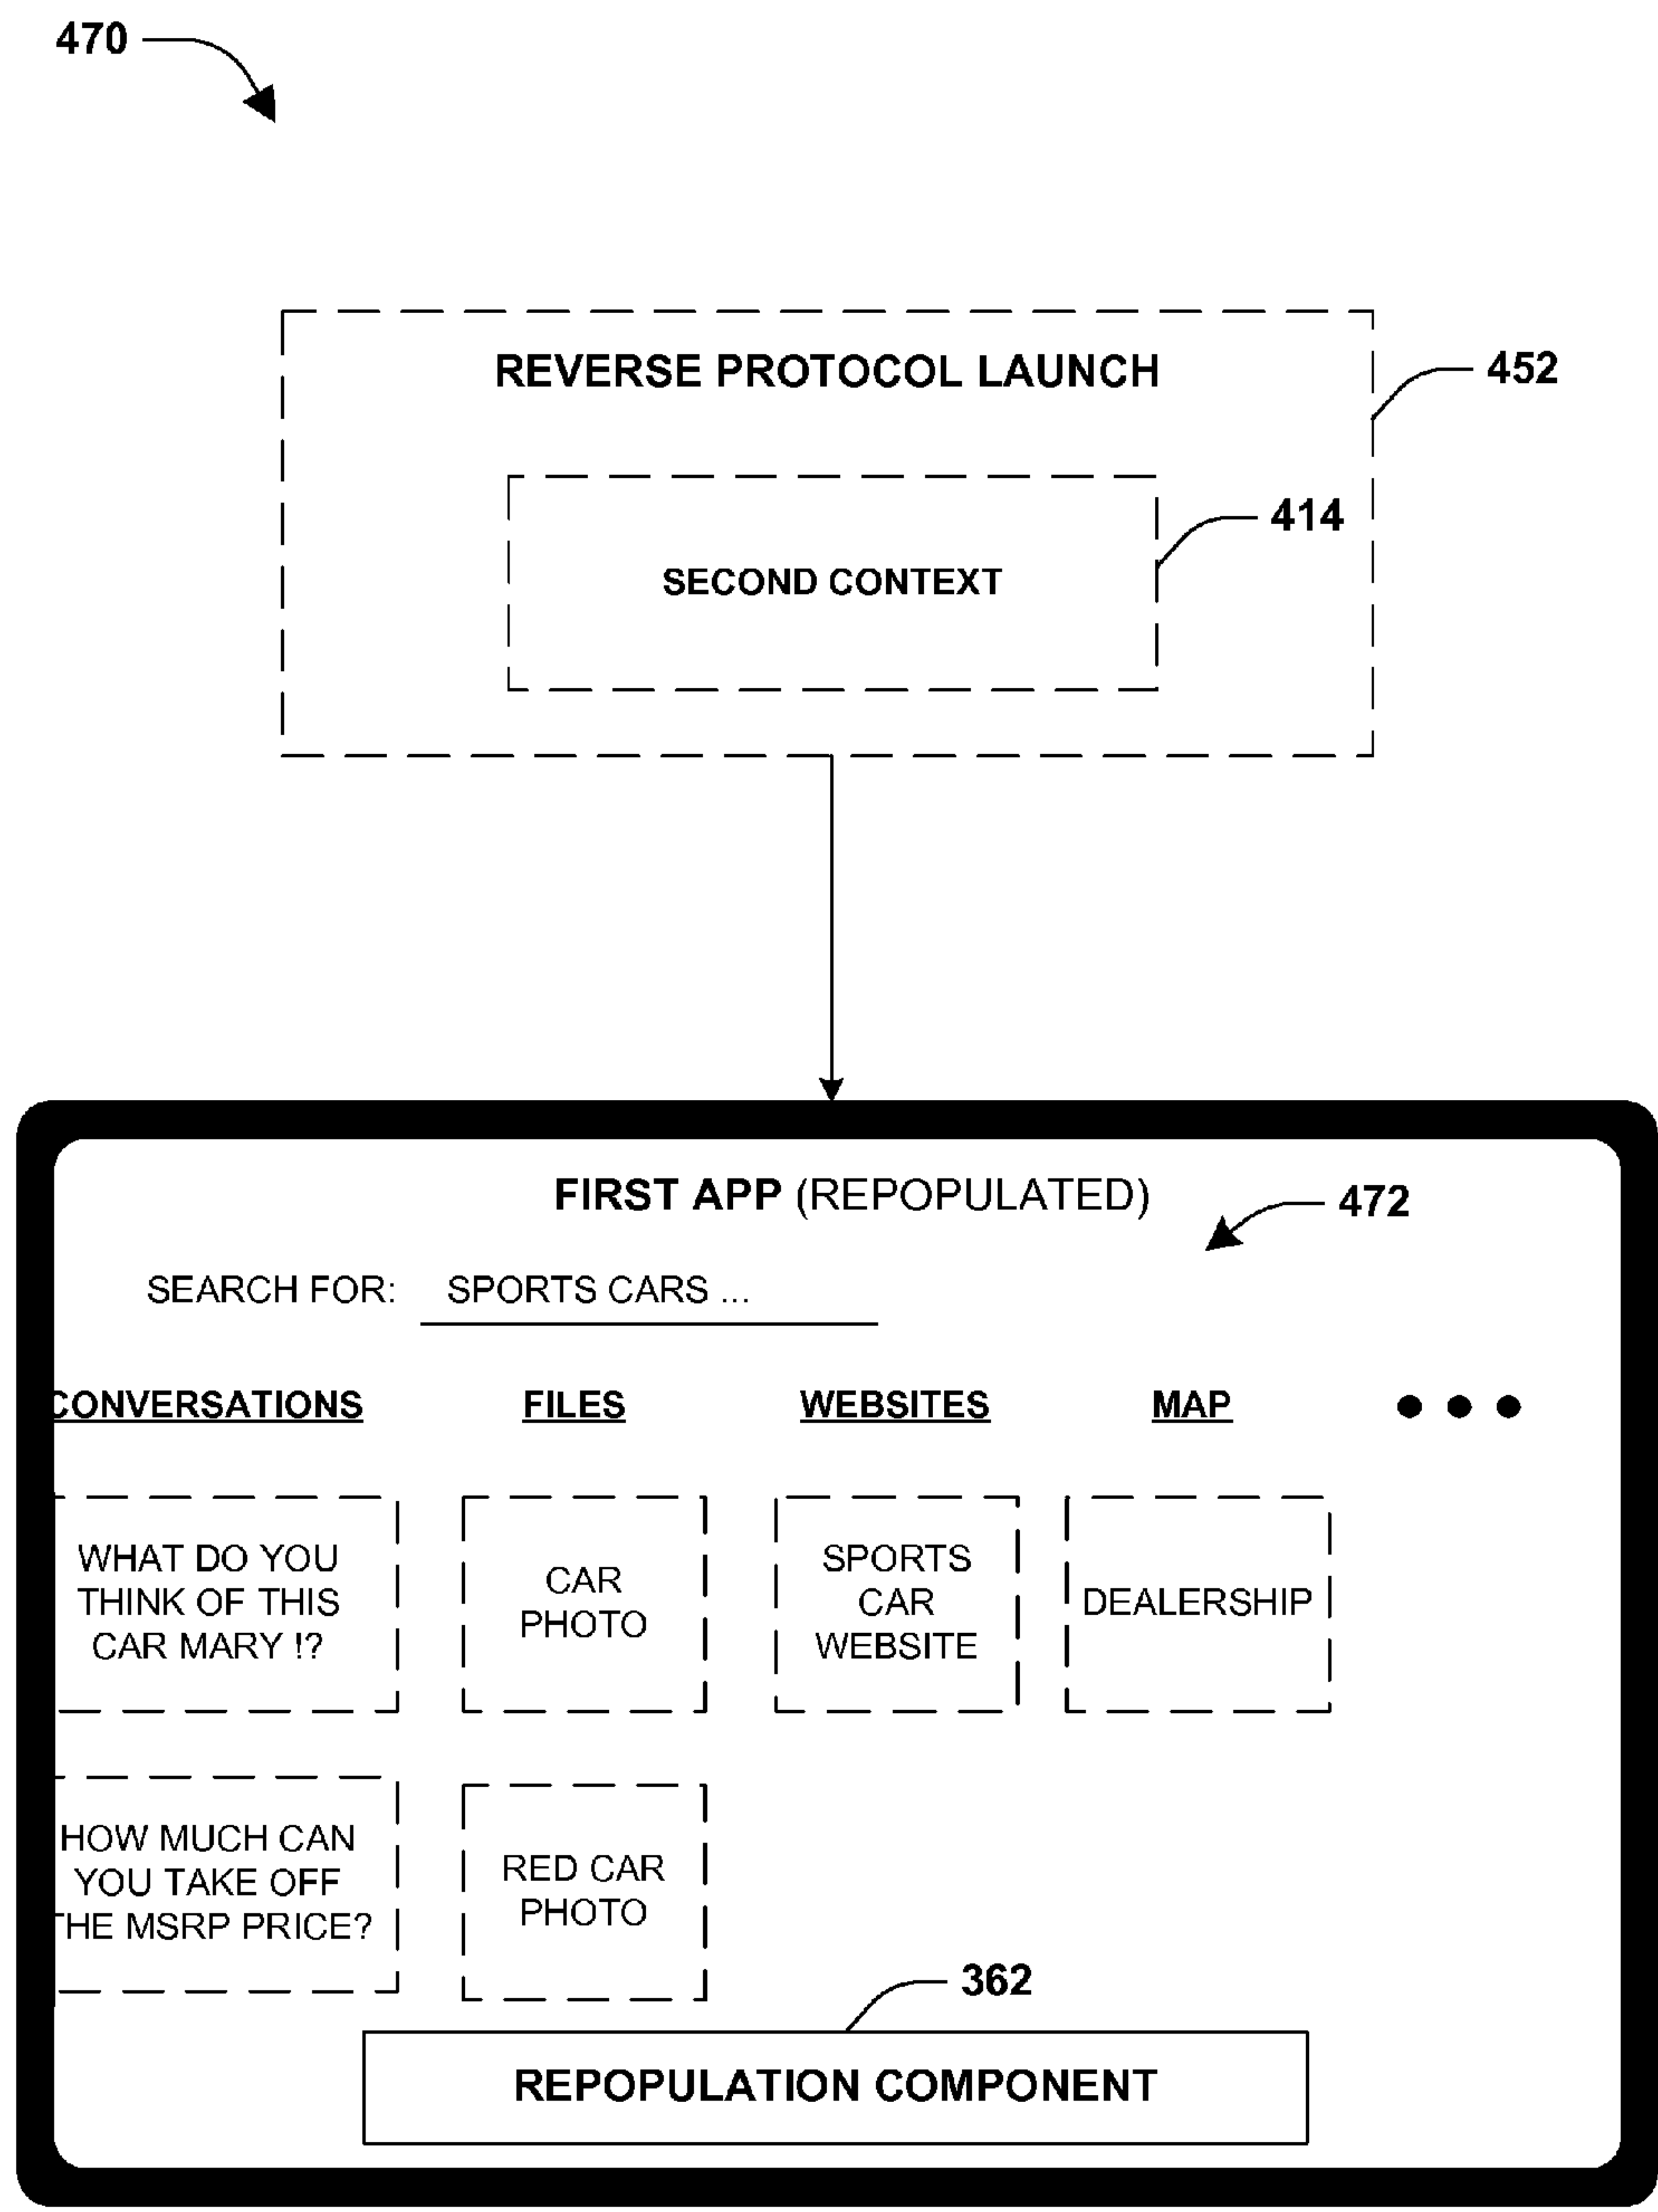 470
REVERSE PROTOCOL LAUNCH
452
414
SECOND CONTEXT
FIRST APP (REPOPULATED)
472
SEARCH FOR: SPORTS CARS ...
CONVERSATIONS FILES WEBSITES MAP
WHAT DO YOU
THINK OF THIS
CAR MARY !?
CAR
PHOTO
SPORTS
CAR
WEBSITE
DEALERSHIP
HOW MUCH CAN
YOU TAKE OFF
THE MSRP PRICE?
RED CAR
PHOTO
362
REPOPULATION COMPONENT